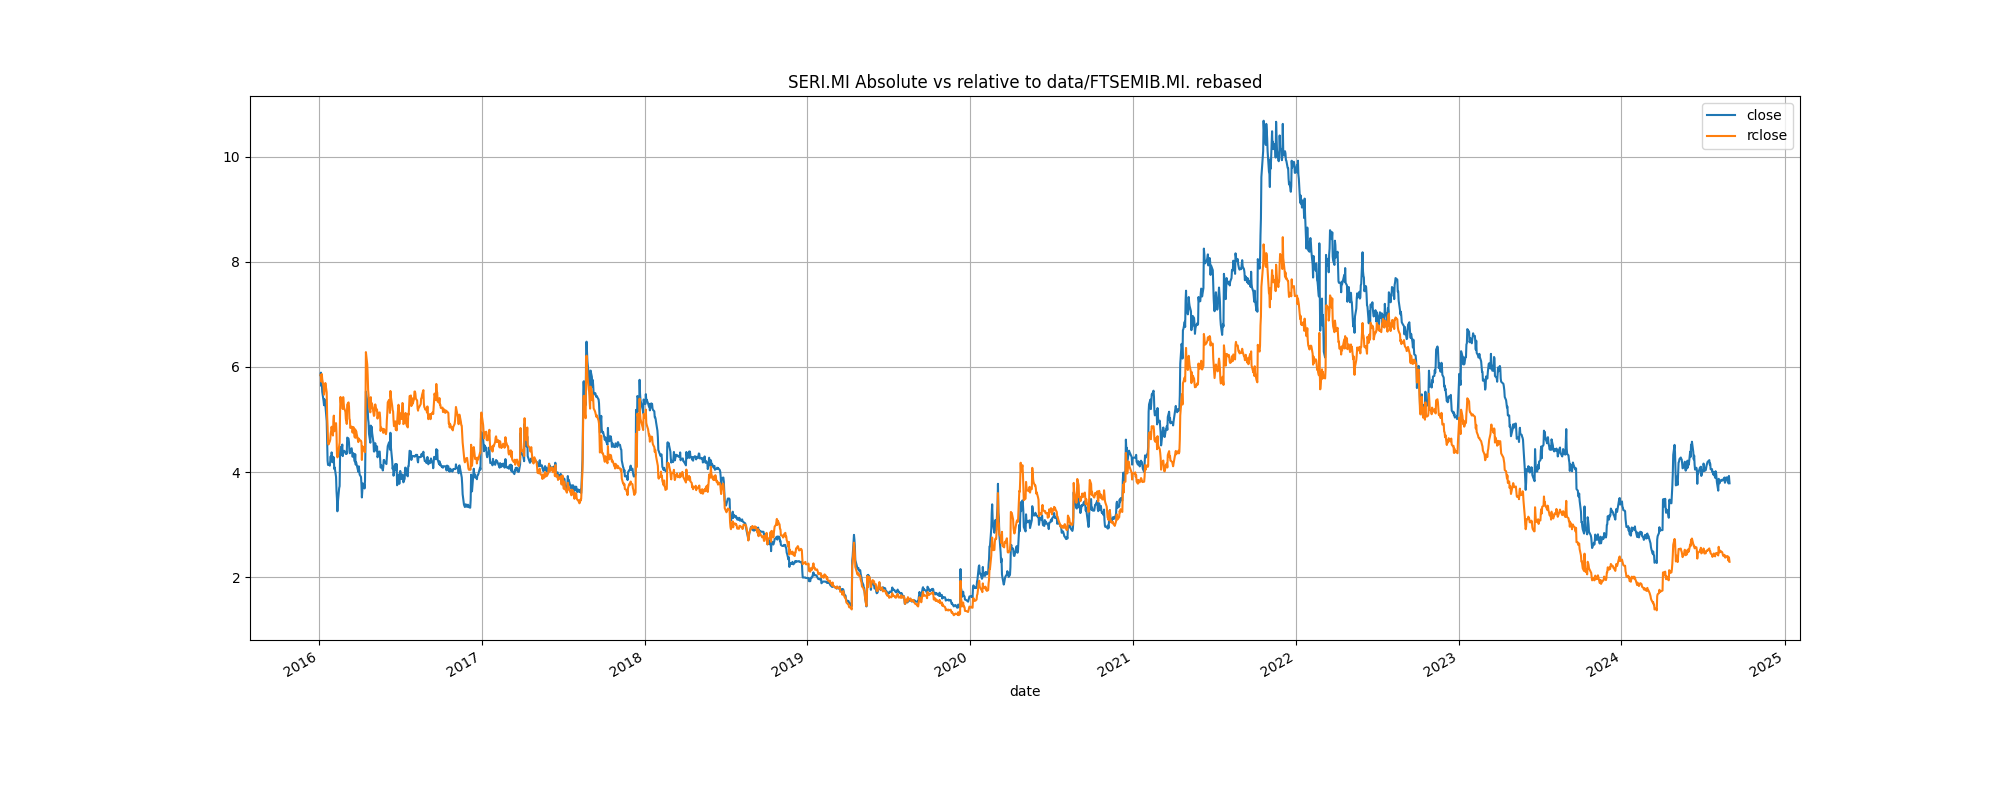 SERI.MI Absolute vs relative to data/FTSEMIB.MI. rebased
close
rclose
10
8
6
4
2
2016 2017 2018 2019 2020 2021 2022 2023 2024 2025
date